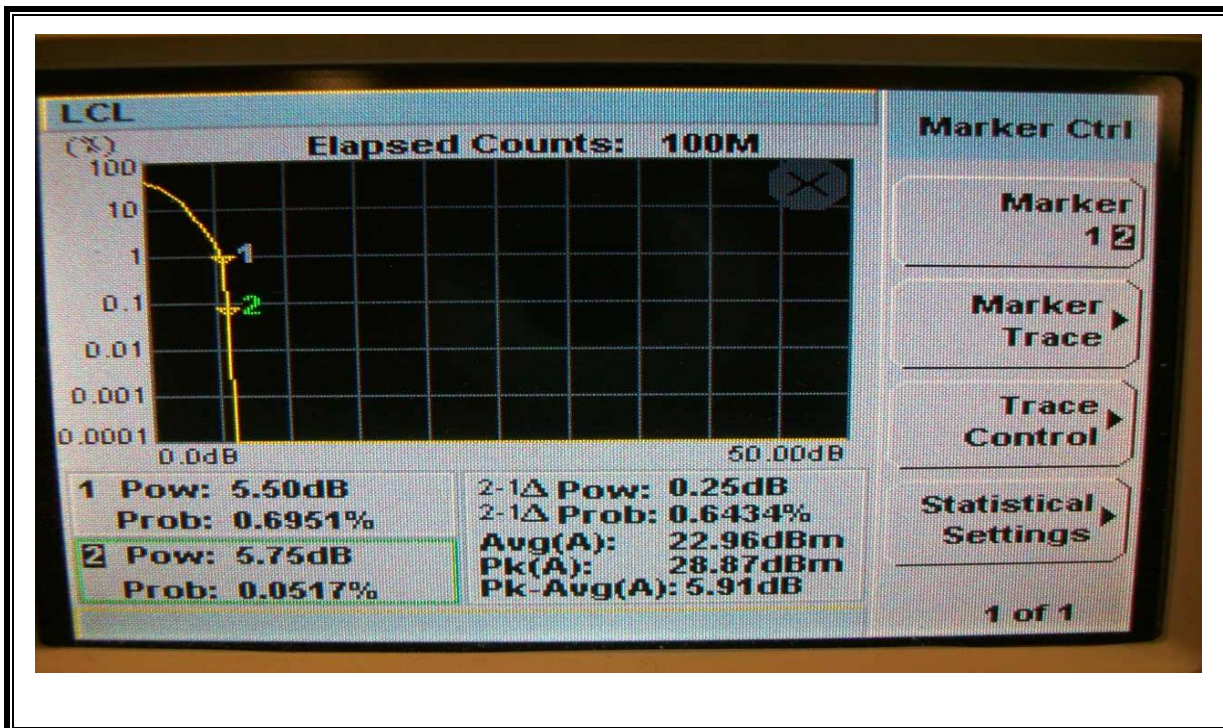 LCL
(%)
Elapsed Counts: 100M
100
10
1
0.1
0.01
0.001
0.0001
1
2
0.0dB
50.00dB
1 Pow: 5.50dB
Prob: 0.6951%
2 Pow: 5.75dB
Prob: 0.0517%
2-1Δ Pow: 0.25dB
2-1Δ Prob: 0.6434%
Avg(A): 22.96dBm
Pk(A): 28.87dBm
Pk-Avg(A): 5.91dB
Marker Ctrl
Marker
1 2
Marker
Trace
Trace
Control
Statistical
Settings
1 of 1